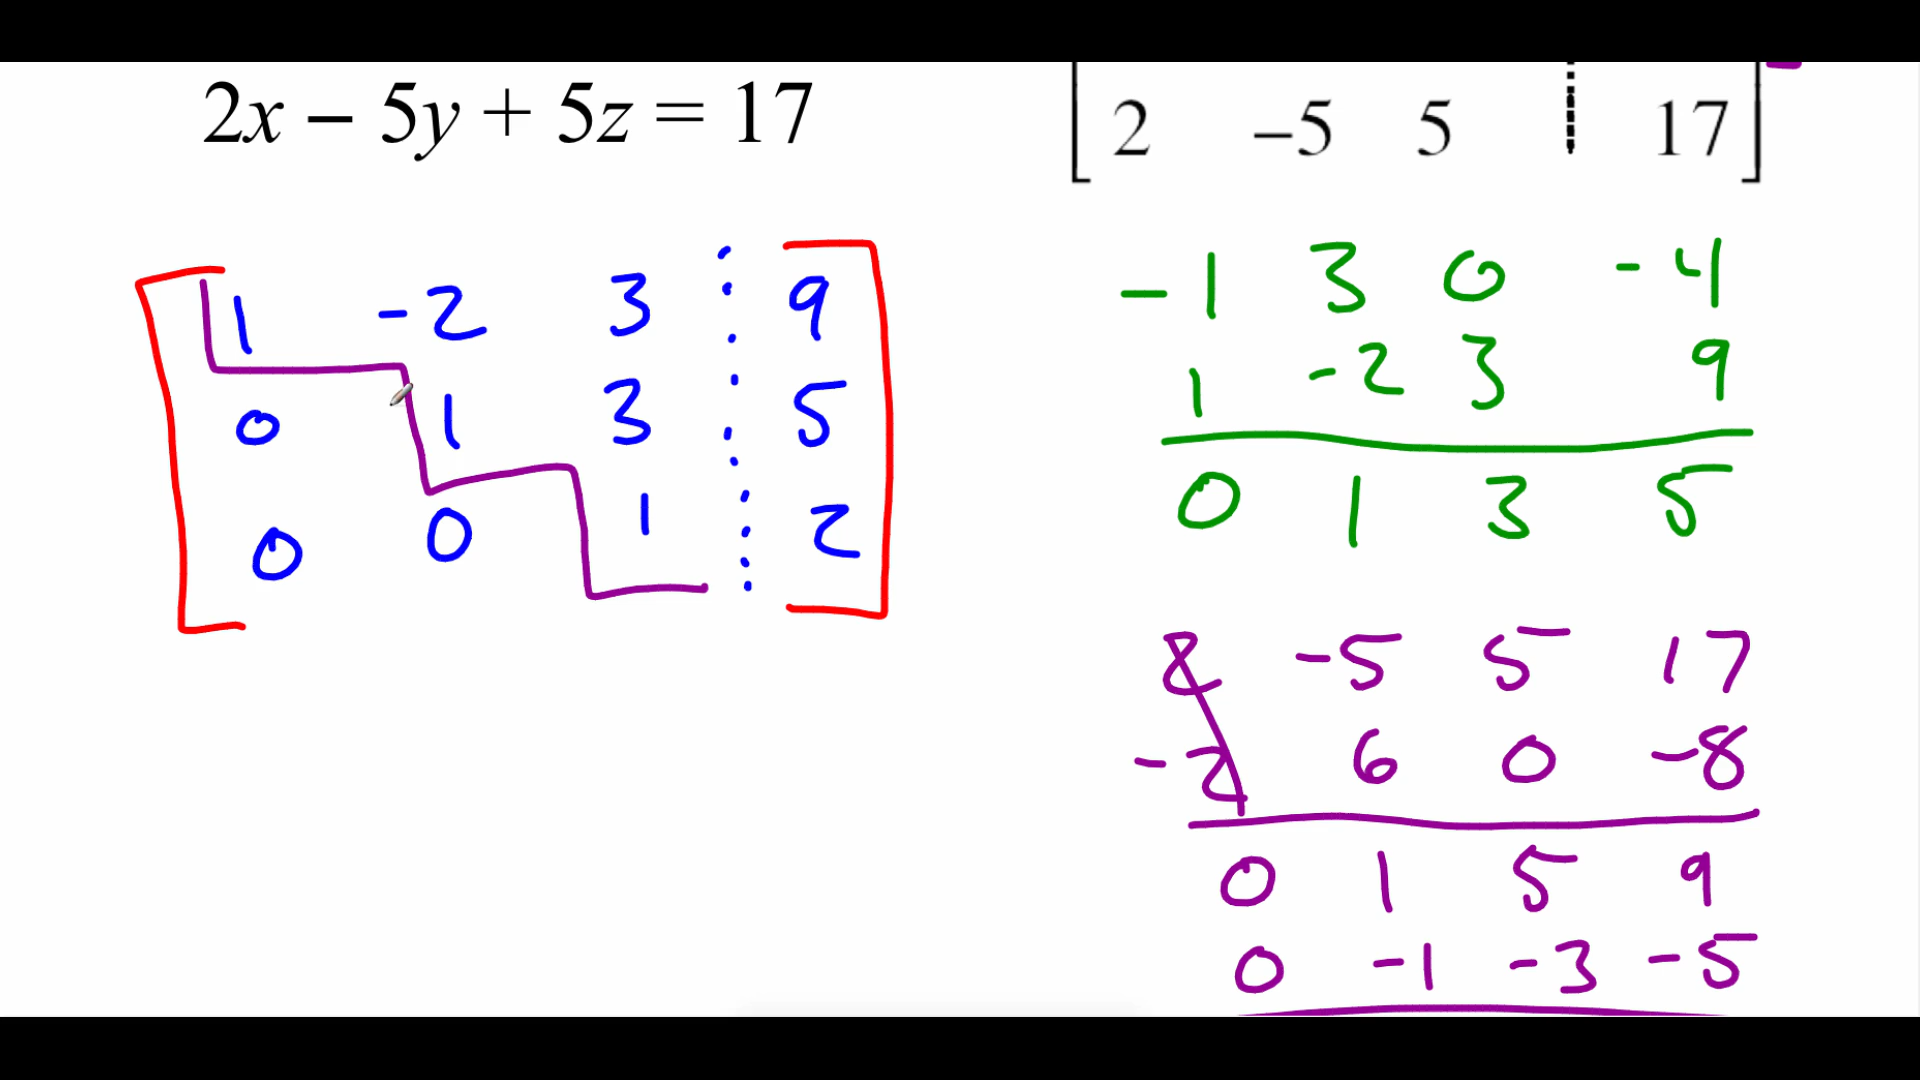 2x − 5y + 5z = 17
2 −5 5 17
1 -2 3 9
0 1 3 5
0 0 1 2
-1 3 0 -4
1 -2 3 9
0 1 3 5
2 -5 5 17
-2 6 0 -8
0 1 5 9
0 -1 -3 -5